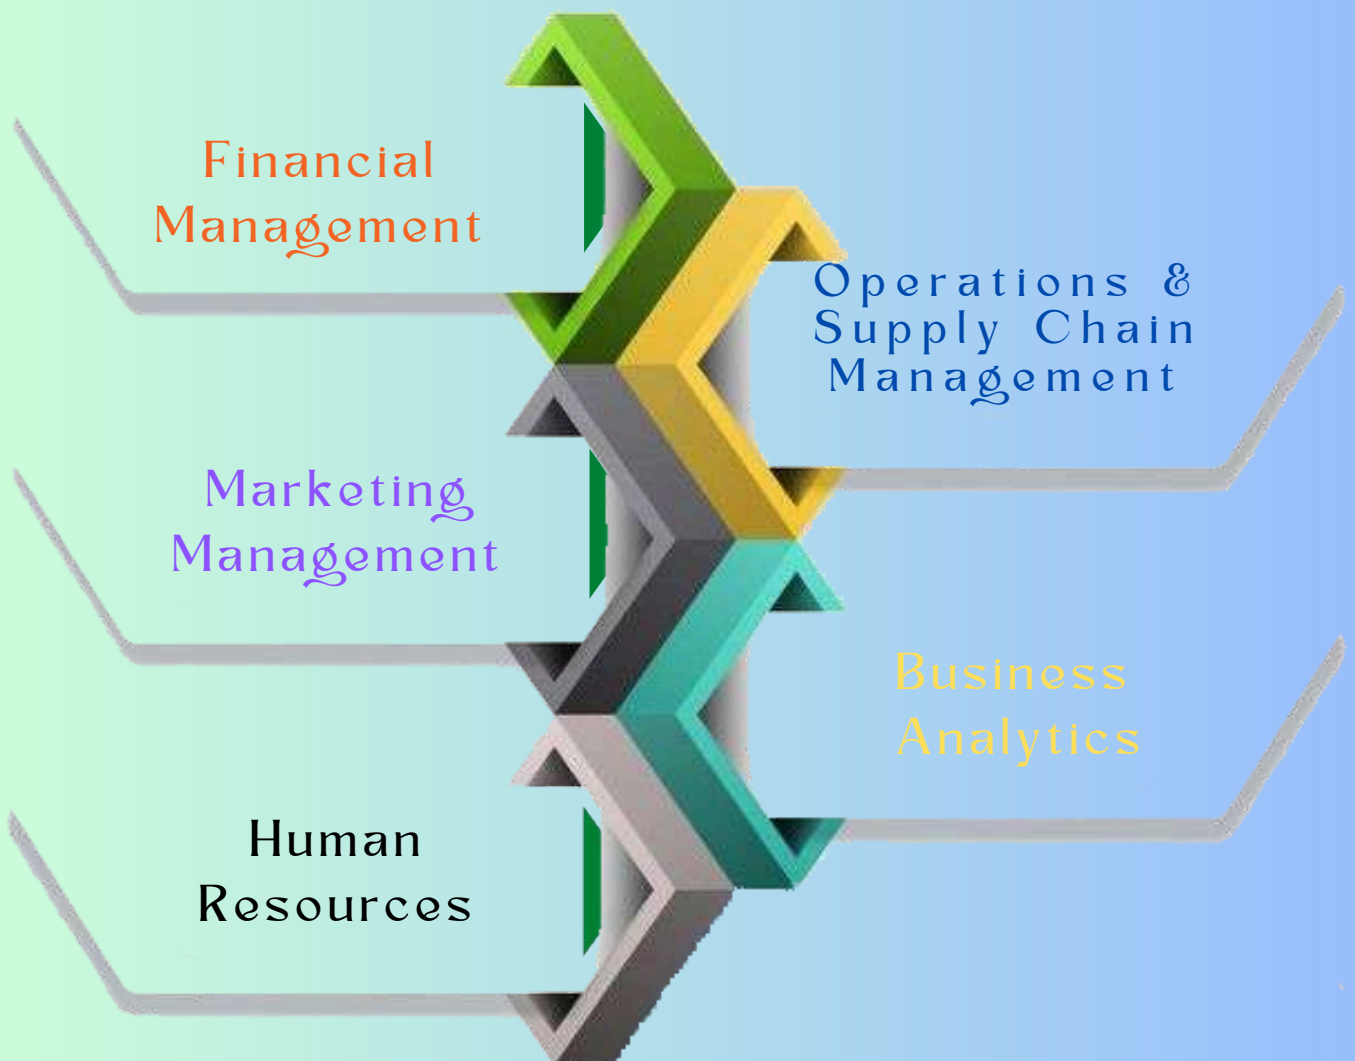 Financial
Management
Operations &
Supply Chain
Management
Marketing
Management
Business
Analytics
Human
Resources